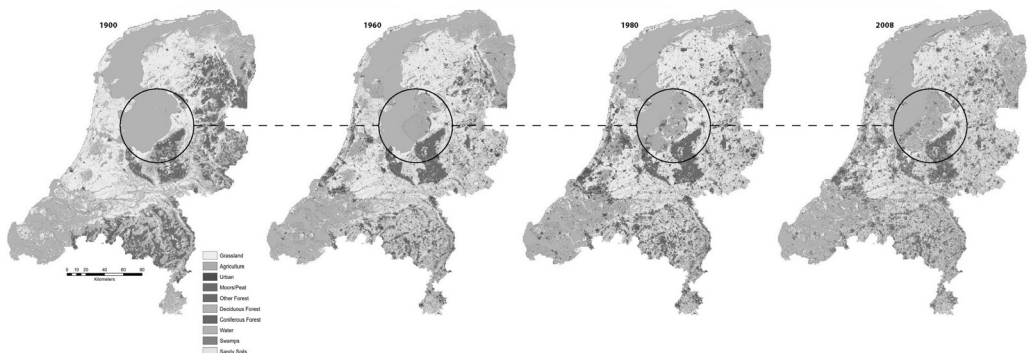 1900
1960
1980
2008
0 10 20 40 60 80
Kilometers
Grassland
Agriculture
Urban
Moors/Peat
Other Forest
Deciduous Forest
Coniferous Forest
Water
Swamps
Sandy Soils